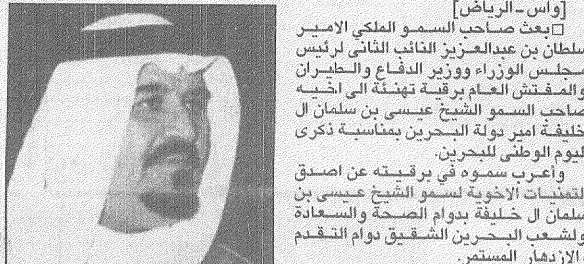 [واس-الرياض]
□بعث صاحب السمو الملكي الامير
سلطان بن عبدالعزيز النائب الثاني لرئيس
مجلس الوزراء ووزير الدفاع والطيران
والمفتش العام برقية تهنئة الى اخيه
صاحب السمو الشيخ عيسى بن سلمان ال
خليفة امير دولة البحرين بمناسبة ذكرى
اليوم الوطني للبحرين.
وأعرب سموه في برقيته عن اصدق
التمنيات الاخوية لسمو الشيخ عيسى بن
سلمان ال خليفة بدوام الصحة والسعادة
ولشعب البحرين الشقيق دوام التقدم
والازدهار المستمر.